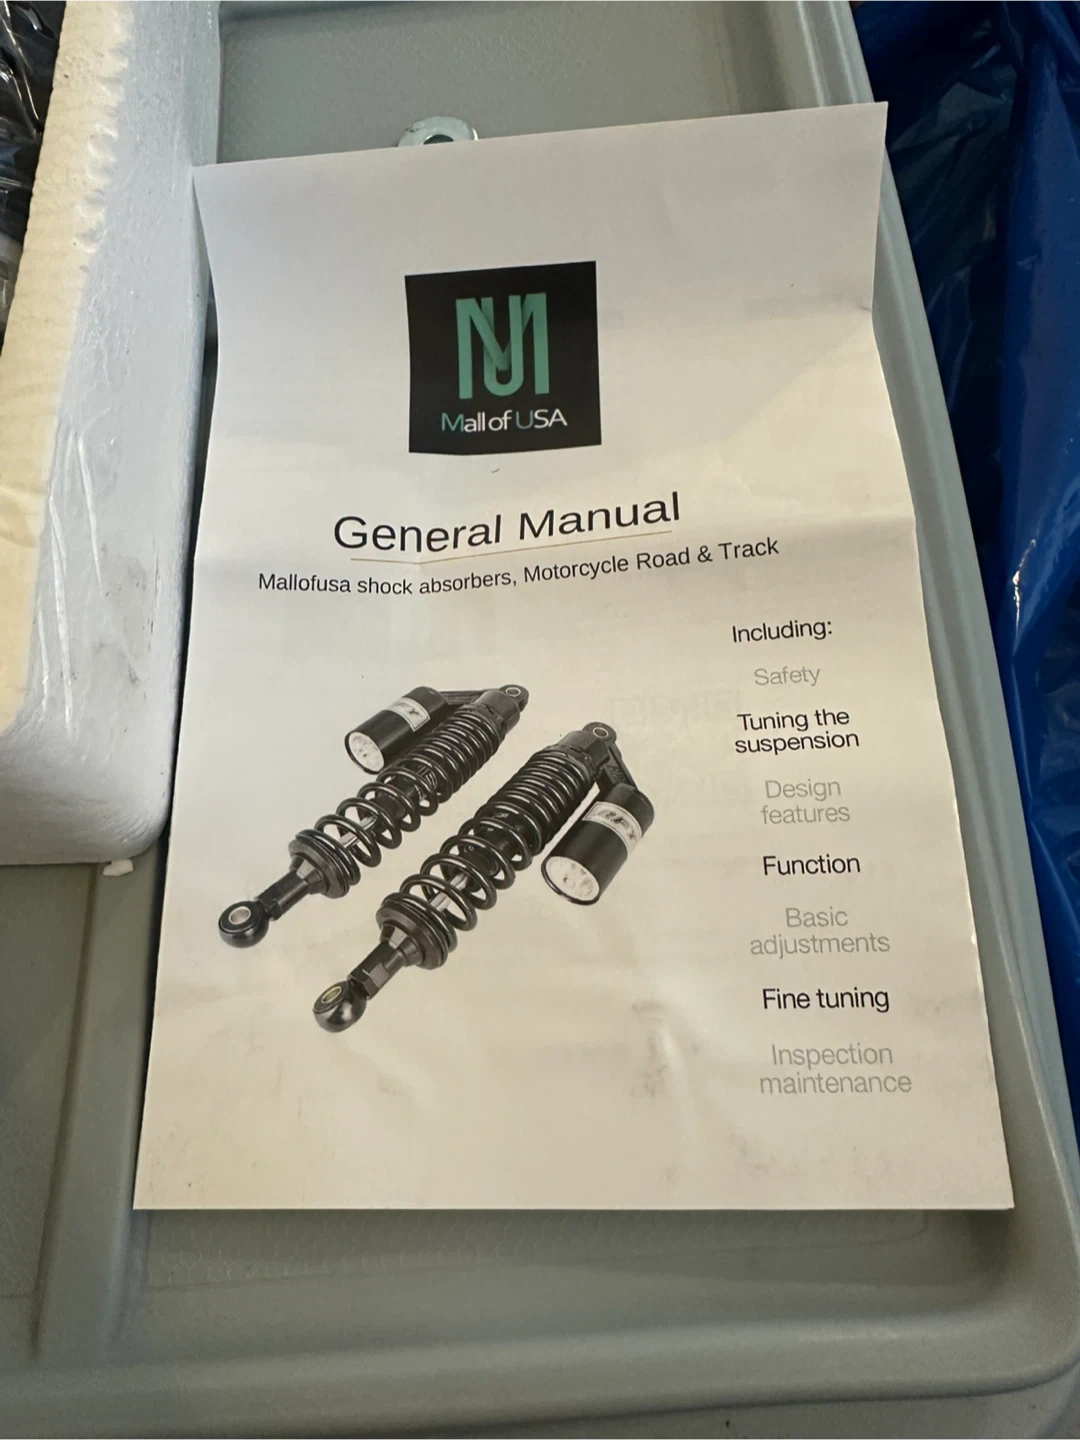 Mall of USA
General Manual
Mallofusa shock absorbers, Motorcycle Road & Track
Including:
Safety
Tuning the
suspension
Design
features
Function
Basic
adjustments
Fine tuning
Inspection
maintenance